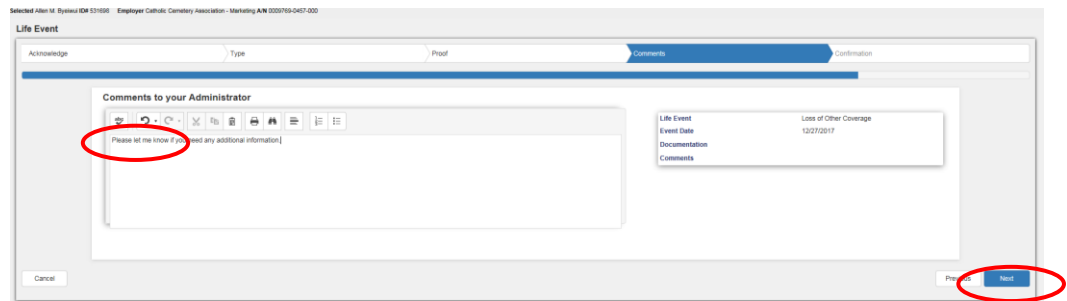 Selected Allen M. Byeiwui ID# 531698 Employer Catholic Cemetery Association - Marketing A/N 0009769-0457-000
Life Event
Acknowledge Type Proof Comments Confirmation
Comments to your Administrator
abc
Please let me know if you need any additional information.
Life Event Loss of Other Coverage
Event Date 12/27/2017
Documentation
Comments
Cancel Previous Next